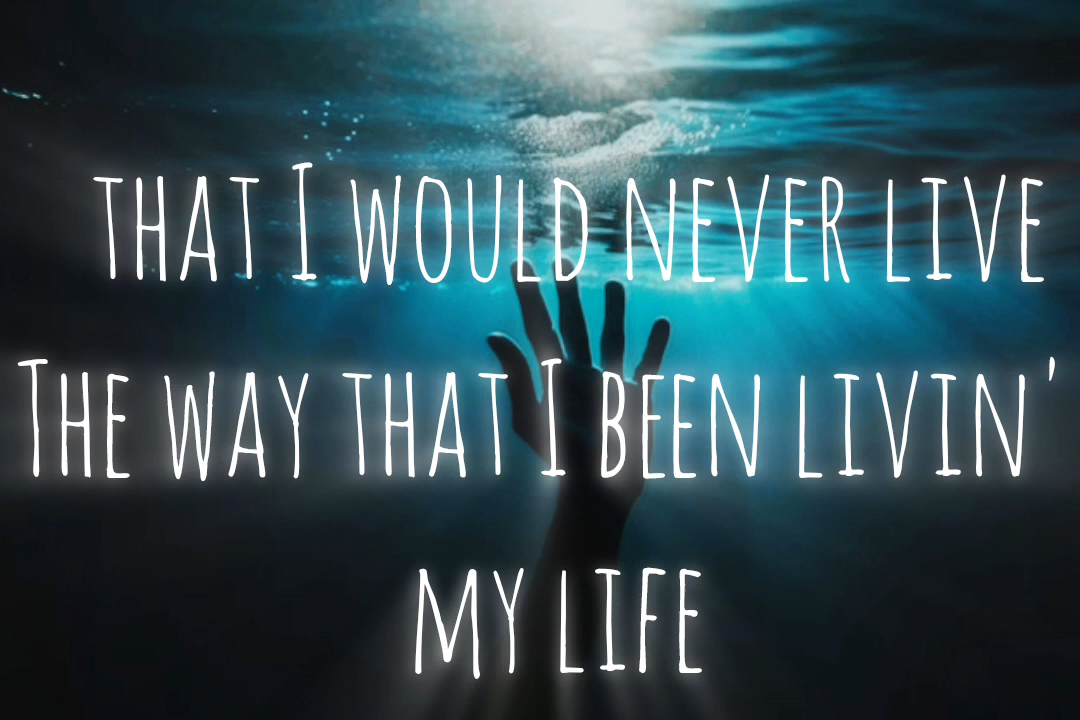 THAT I WOULD NEVER LIVE
THE WAY THAT I BEEN LIVIN'
MY LIFE